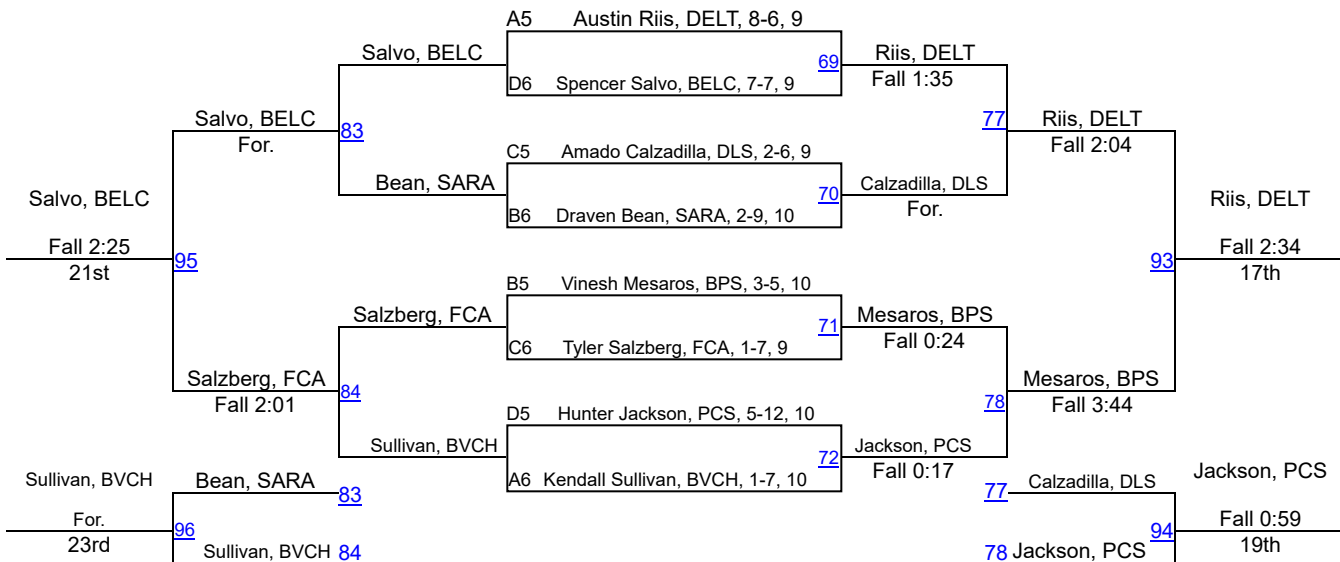 A5 Austin Riis, DELT, 8-6, 9
Salvo, BELC
69
Riis, DELT
Fall 1:35
D6 Spencer Salvo, BELC, 7-7, 9
Salvo, BELC
For.
83
77
Riis, DELT
Fall 2:04
C5 Amado Calzadilla, DLS, 2-6, 9
Bean, SARA
70
Calzadilla, DLS
For.
B6 Draven Bean, SARA, 2-9, 10
Salvo, BELC
Fall 2:25
21st
95
93
Riis, DELT
Fall 2:34
17th
B5 Vinesh Mesaros, BPS, 3-5, 10
Salzberg, FCA
71
Mesaros, BPS
Fall 0:24
C6 Tyler Salzberg, FCA, 1-7, 9
Salzberg, FCA
Fall 2:01
84
78
Mesaros, BPS
Fall 3:44
D5 Hunter Jackson, PCS, 5-12, 10
Sullivan, BVCH
72
Jackson, PCS
Fall 0:17
A6 Kendall Sullivan, BVCH, 1-7, 10
Sullivan, BVCH
For.
23rd
Bean, SARA
83
96
Sullivan, BVCH 84
77
Calzadilla, DLS
94
78 Jackson, PCS
Jackson, PCS
Fall 0:59
19th